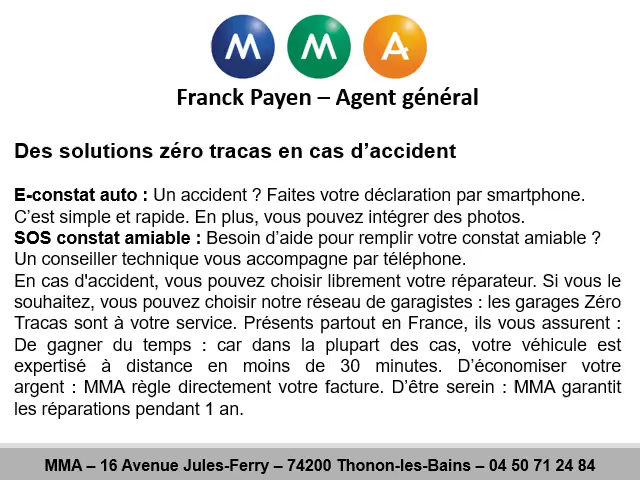 MMA
Franck Payen – Agent général
Des solutions zéro tracas en cas d’accident
E-constat auto : Un accident ? Faites votre déclaration par smartphone.
C’est simple et rapide. En plus, vous pouvez intégrer des photos.
SOS constat amiable : Besoin d’aide pour remplir votre constat amiable ?
Un conseiller technique vous accompagne par téléphone.
En cas d'accident, vous pouvez choisir librement votre réparateur. Si vous le
souhaitez, vous pouvez choisir notre réseau de garagistes : les garages Zéro
Tracas sont à votre service. Présents partout en France, ils vous assurent :
De gagner du temps : car dans la plupart des cas, votre véhicule est
expertisé à distance en moins de 30 minutes. D’économiser votre
argent : MMA règle directement votre facture. D’être serein : MMA garantit
les réparations pendant 1 an.
MMA – 16 Avenue Jules-Ferry – 74200 Thonon-les-Bains – 04 50 71 24 84